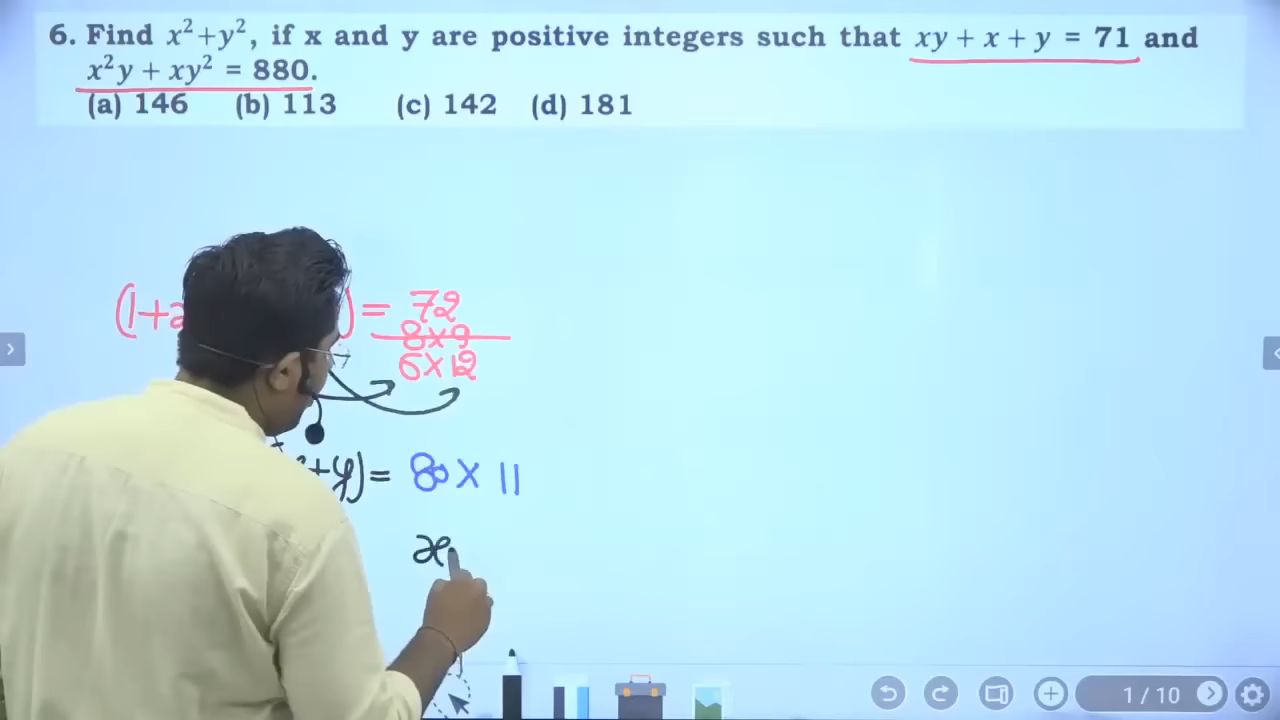 6. Find x²+y², if x and y are positive integers such that xy + x + y = 71 and
x²y + xy² = 880.
(a) 146 (b) 113 (c) 142 (d) 181
(1+ ) = 72
8×9
6×12
+y) = 80 × 11
x
1 / 10